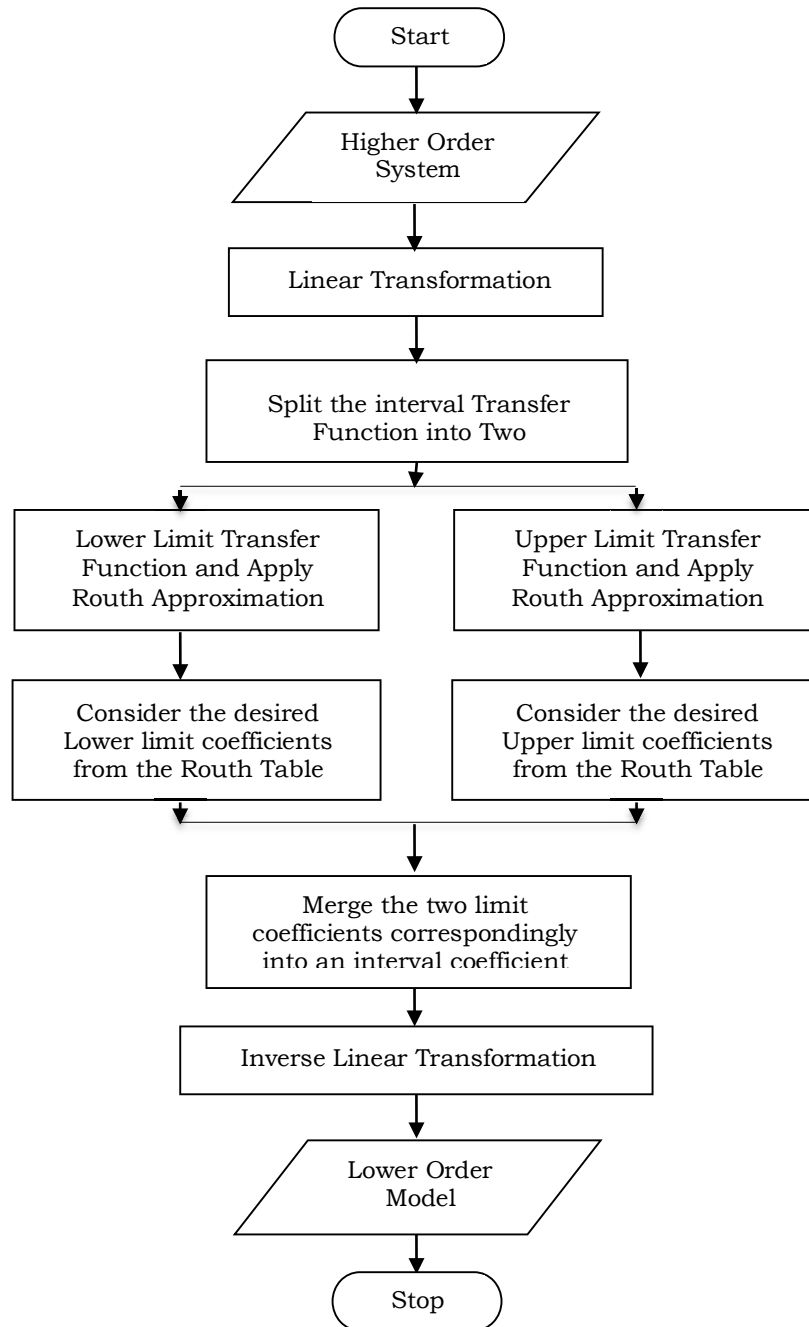 Start
Higher Order
System
Linear Transformation
Split the interval Transfer
Function into Two
Lower Limit Transfer
Function and Apply
Routh Approximation
Upper Limit Transfer
Function and Apply
Routh Approximation
Consider the desired
Lower limit coefficients
from the Routh Table
Consider the desired
Upper limit coefficients
from the Routh Table
Merge the two limit
coefficients correspondingly
into an interval coefficient
Inverse Linear Transformation
Lower Order
Model
Stop